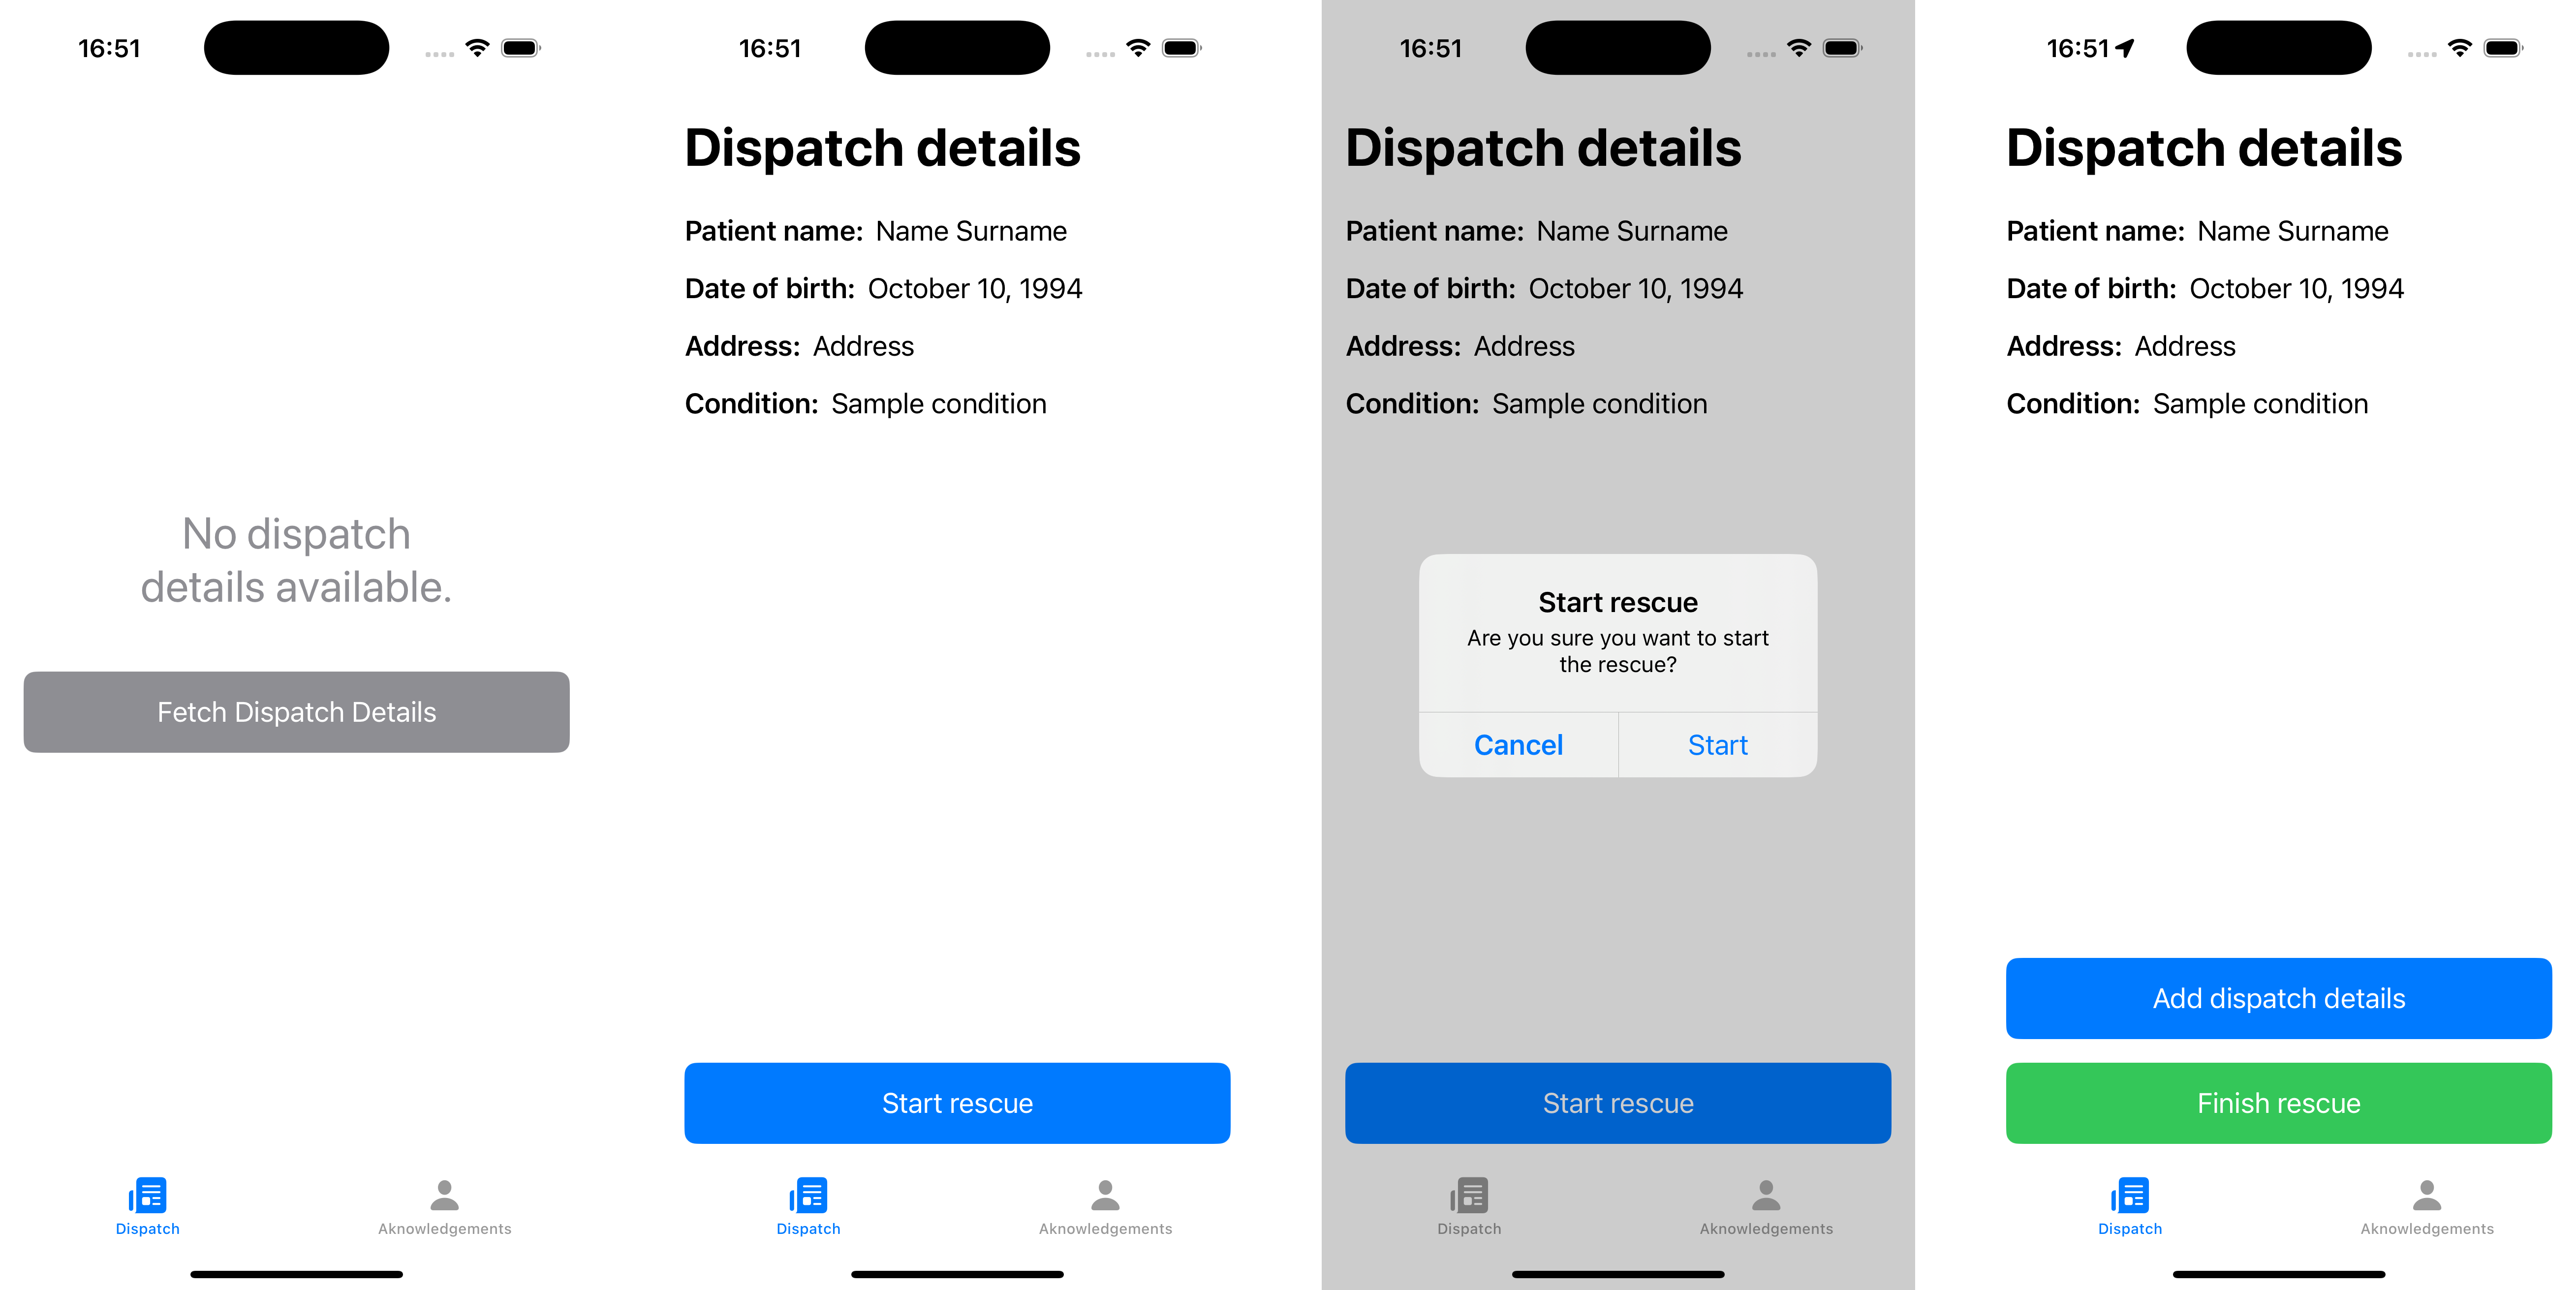 16:51
No dispatch
details available.
Fetch Dispatch Details
Dispatch
Aknowledgements
16:51
Dispatch details
Patient name: Name Surname
Date of birth: October 10, 1994
Address: Address
Condition: Sample condition
Start rescue
Dispatch
Aknowledgements
16:51
Dispatch details
Patient name: Name Surname
Date of birth: October 10, 1994
Address: Address
Condition: Sample condition
Start rescue
Are you sure you want to start
the rescue?
Cancel
Start
Start rescue
Dispatch
Aknowledgements
16:51
Dispatch details
Patient name: Name Surname
Date of birth: October 10, 1994
Address: Address
Condition: Sample condition
Add dispatch details
Finish rescue
Dispatch
Aknowledgements